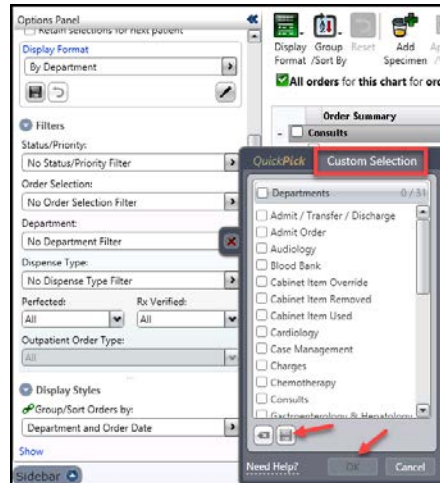 Options Panel
Retain selections for next patient
Display Format
By Department
Filters
Status/Priority:
No Status/Priority Filter
Order Selection:
No Order Selection Filter
Department:
No Department Filter
Dispense Type:
No Dispense Type Filter
Perfected: Rx Verified:
All All
Outpatient Order Type:
All
Display Styles
Group/Sort Orders by:
Department and Order Date
Show
Sidebar
Display Format
Group /Sort By
Reset
Add Specimen
All orders for this chart for
Order Summary
Consults
QuickPick Custom Selection
Departments 0 / 31
Admit / Transfer / Discharge
Admit Order
Audiology
Blood Bank
Cabinet Item Override
Cabinet Item Removed
Cabinet Item Used
Cardiology
Case Management
Charges
Chemotherapy
Consults
Gastroenterology & Hepatology
Need Help? OK Cancel